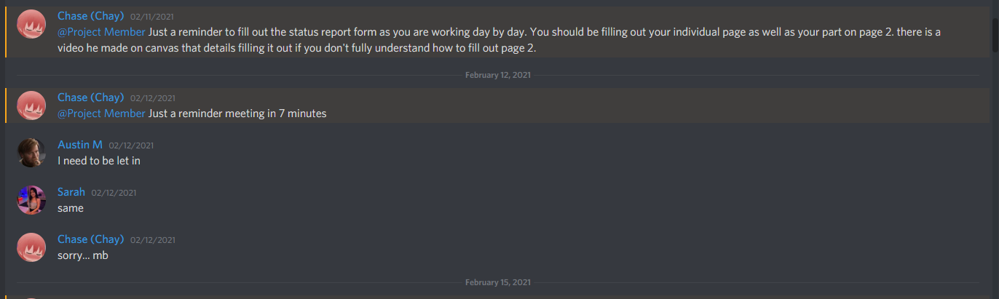 Chase (Chay) 02/11/2021
@Project Member Just a reminder to fill out the status report form as you are working day by day. You should be filling out your individual page as well as your part on page 2. there is a
video he made on canvas that details filling it out if you don't fully understand how to fill out page 2.
February 12, 2021
Chase (Chay) 02/12/2021
@Project Member Just a reminder meeting in 7 minutes
Austin M 02/12/2021
I need to be let in
Sarah 02/12/2021
same
Chase (Chay) 02/12/2021
sorry... mb
February 15, 2021